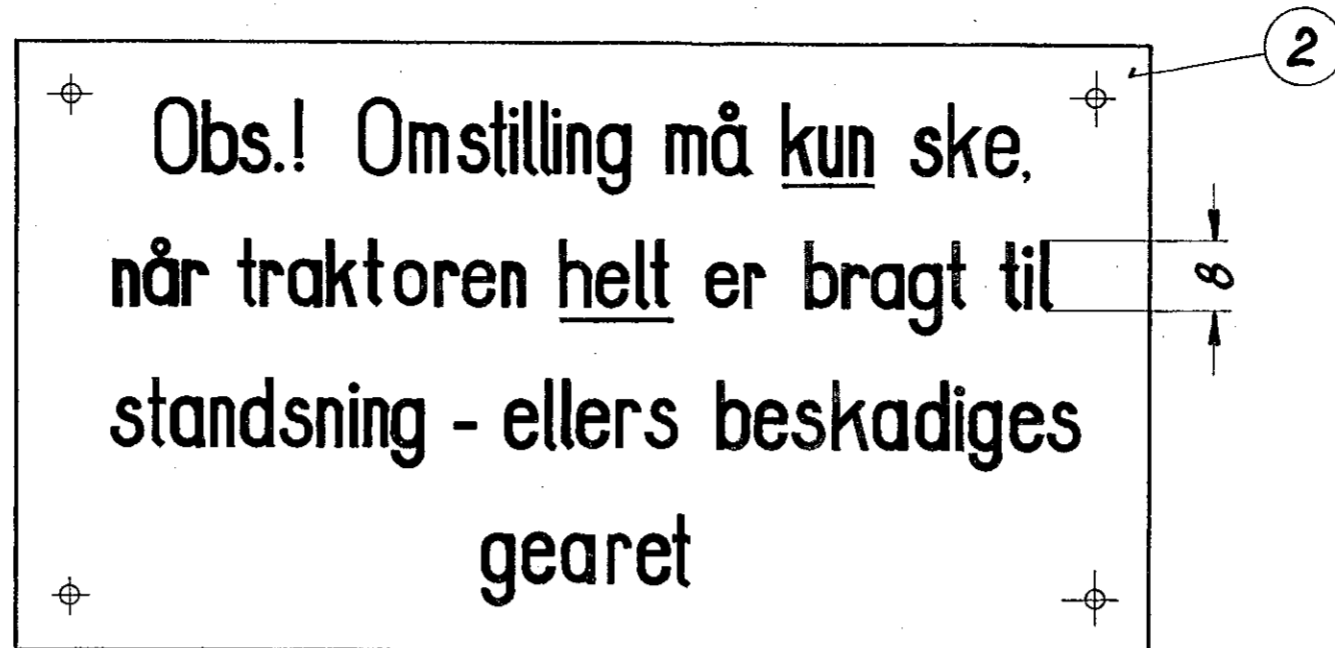 2
Obs.! Omstilling må kun ske,
når traktoren helt er bragt til
8
standsning - ellers beskadiges
gearet